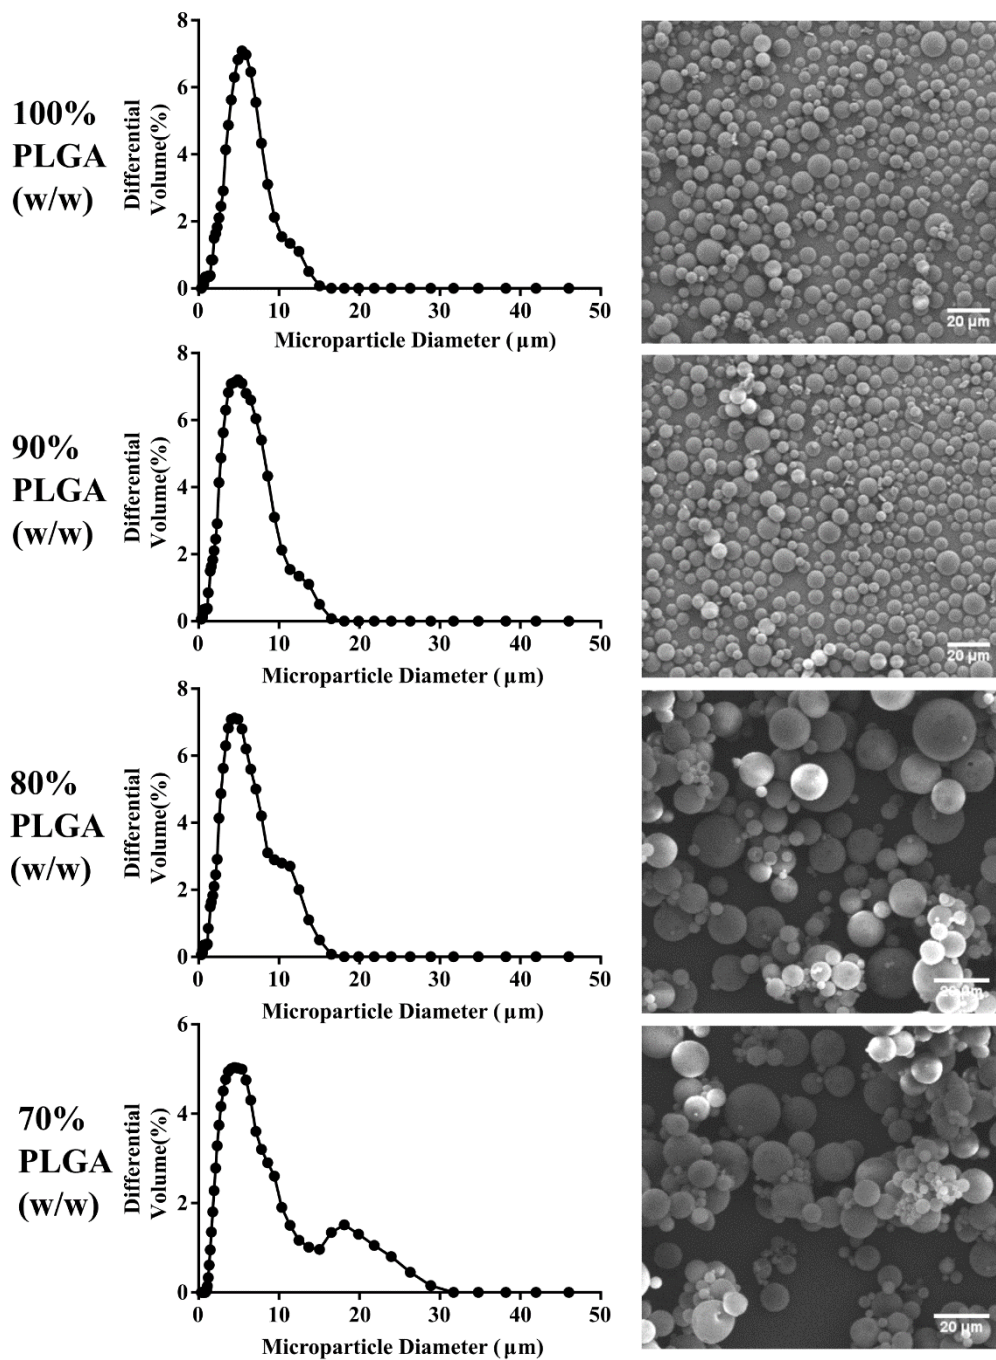 100%
PLGA
(w/w)
Differential
Volume(%)
8
6
4
2
0
0 10 20 30 40 50
Microparticle Diameter (µm)
20 µm
90%
PLGA
(w/w)
Differential
Volume(%)
8
6
4
2
0
0 10 20 30 40 50
Microparticle Diameter (µm)
20 µm
80%
PLGA
(w/w)
Differential
Volume(%)
8
6
4
2
0
0 10 20 30 40 50
Microparticle Diameter (µm)
20 µm
70%
PLGA
(w/w)
Differential
Volume(%)
6
4
2
0
0 10 20 30 40 50
Microparticle Diameter (µm)
20 µm